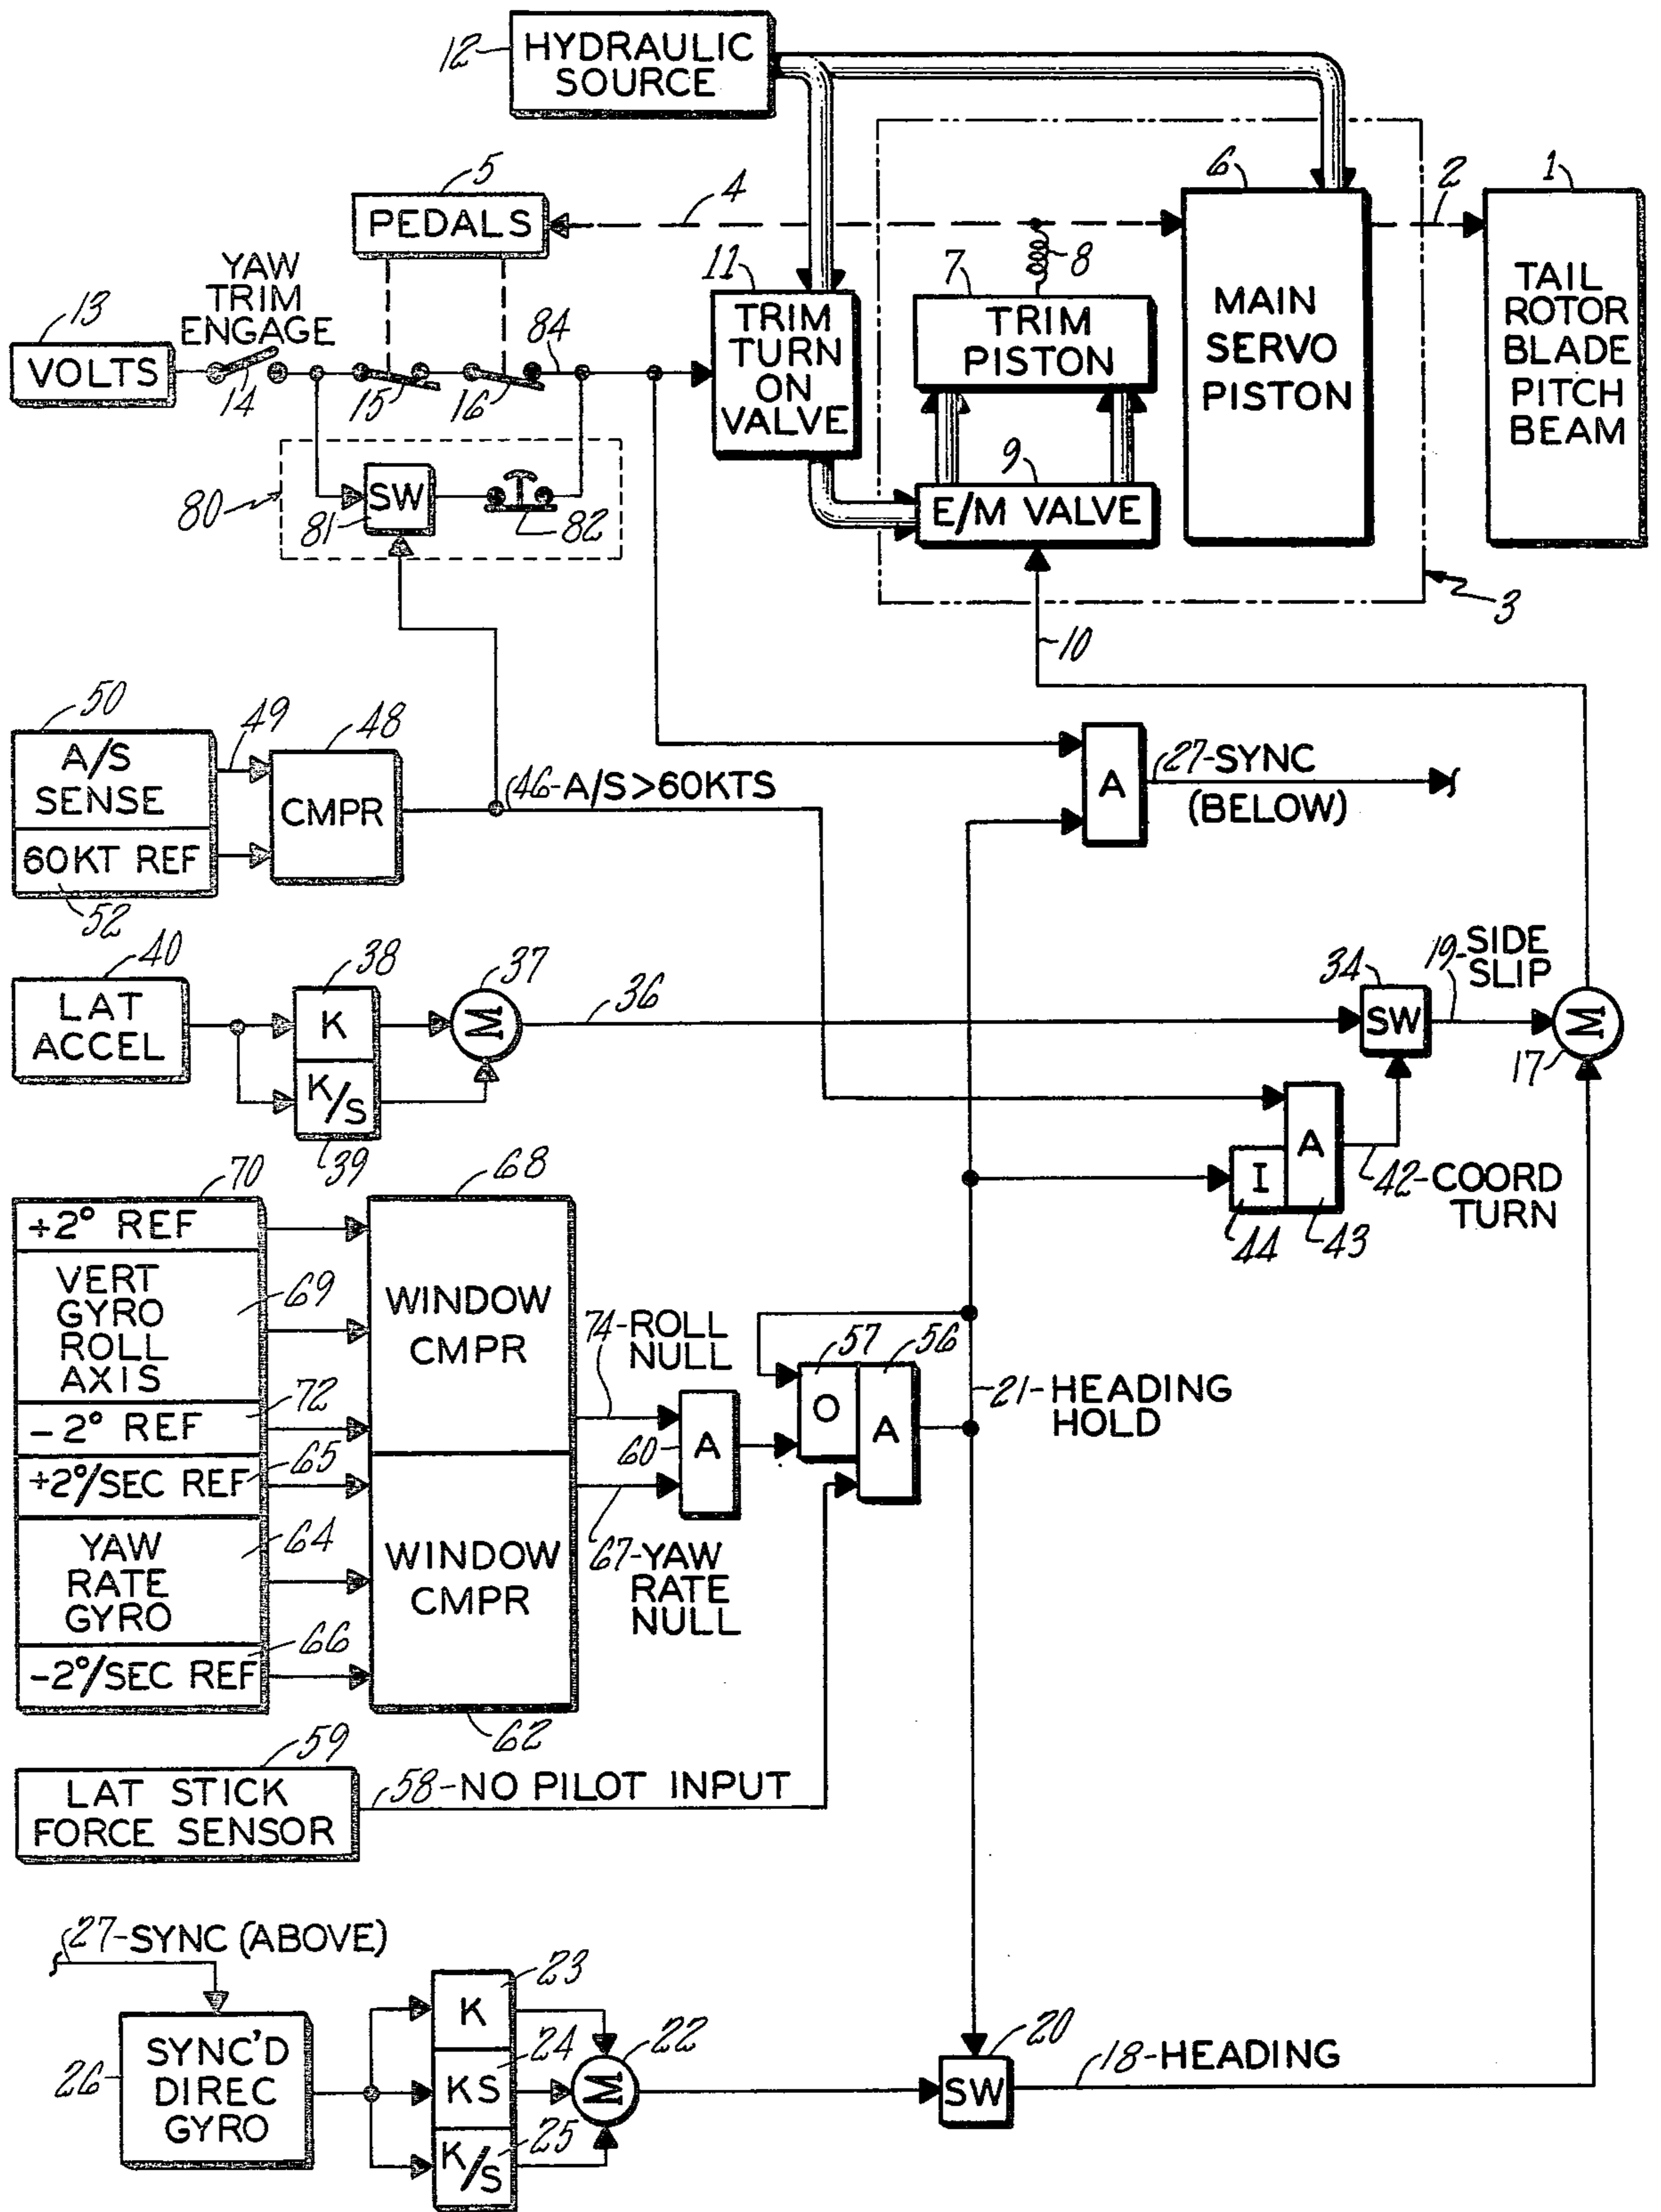 12
HYDRAULIC
SOURCE
5
PEDALS
4
6
MAIN
SERVO
PISTON
2
1
TAIL
ROTOR
BLADE
PITCH
BEAM
13
VOLTS
YAW
TRIM
ENGAGE
14
15
16
84
11
TRIM
TURN
ON
VALVE
7
8
TRIM
PISTON
9
E/M VALVE
3
80
SW
81
82
10
50
A/S
SENSE
60KT REF
52
49
48
CMPR
46-A/S>60KTS
A
27-SYNC
(BELOW)
40
LAT
ACCEL
38
K
K/S
39
37
M
36
34
SW
19-SIDE
SLIP
M
17
I
A
44
43
42-COORD
TURN
70
+2° REF
VERT
GYRO
ROLL
AXIS
69
-2° REF
72
+2°/SEC REF
65
YAW
RATE
GYRO
64
-2°/SEC REF
66
68
WINDOW
CMPR
WINDOW
CMPR
62
74-ROLL
NULL
60
A
67-YAW
RATE
NULL
57
56
O
A
21-HEADING
HOLD
59
LAT STICK
FORCE SENSOR
58-NO PILOT INPUT
27-SYNC (ABOVE)
26
SYNC'D
DIREC
GYRO
23
K
24
KS
25
K/S
22
M
20
SW
18-HEADING